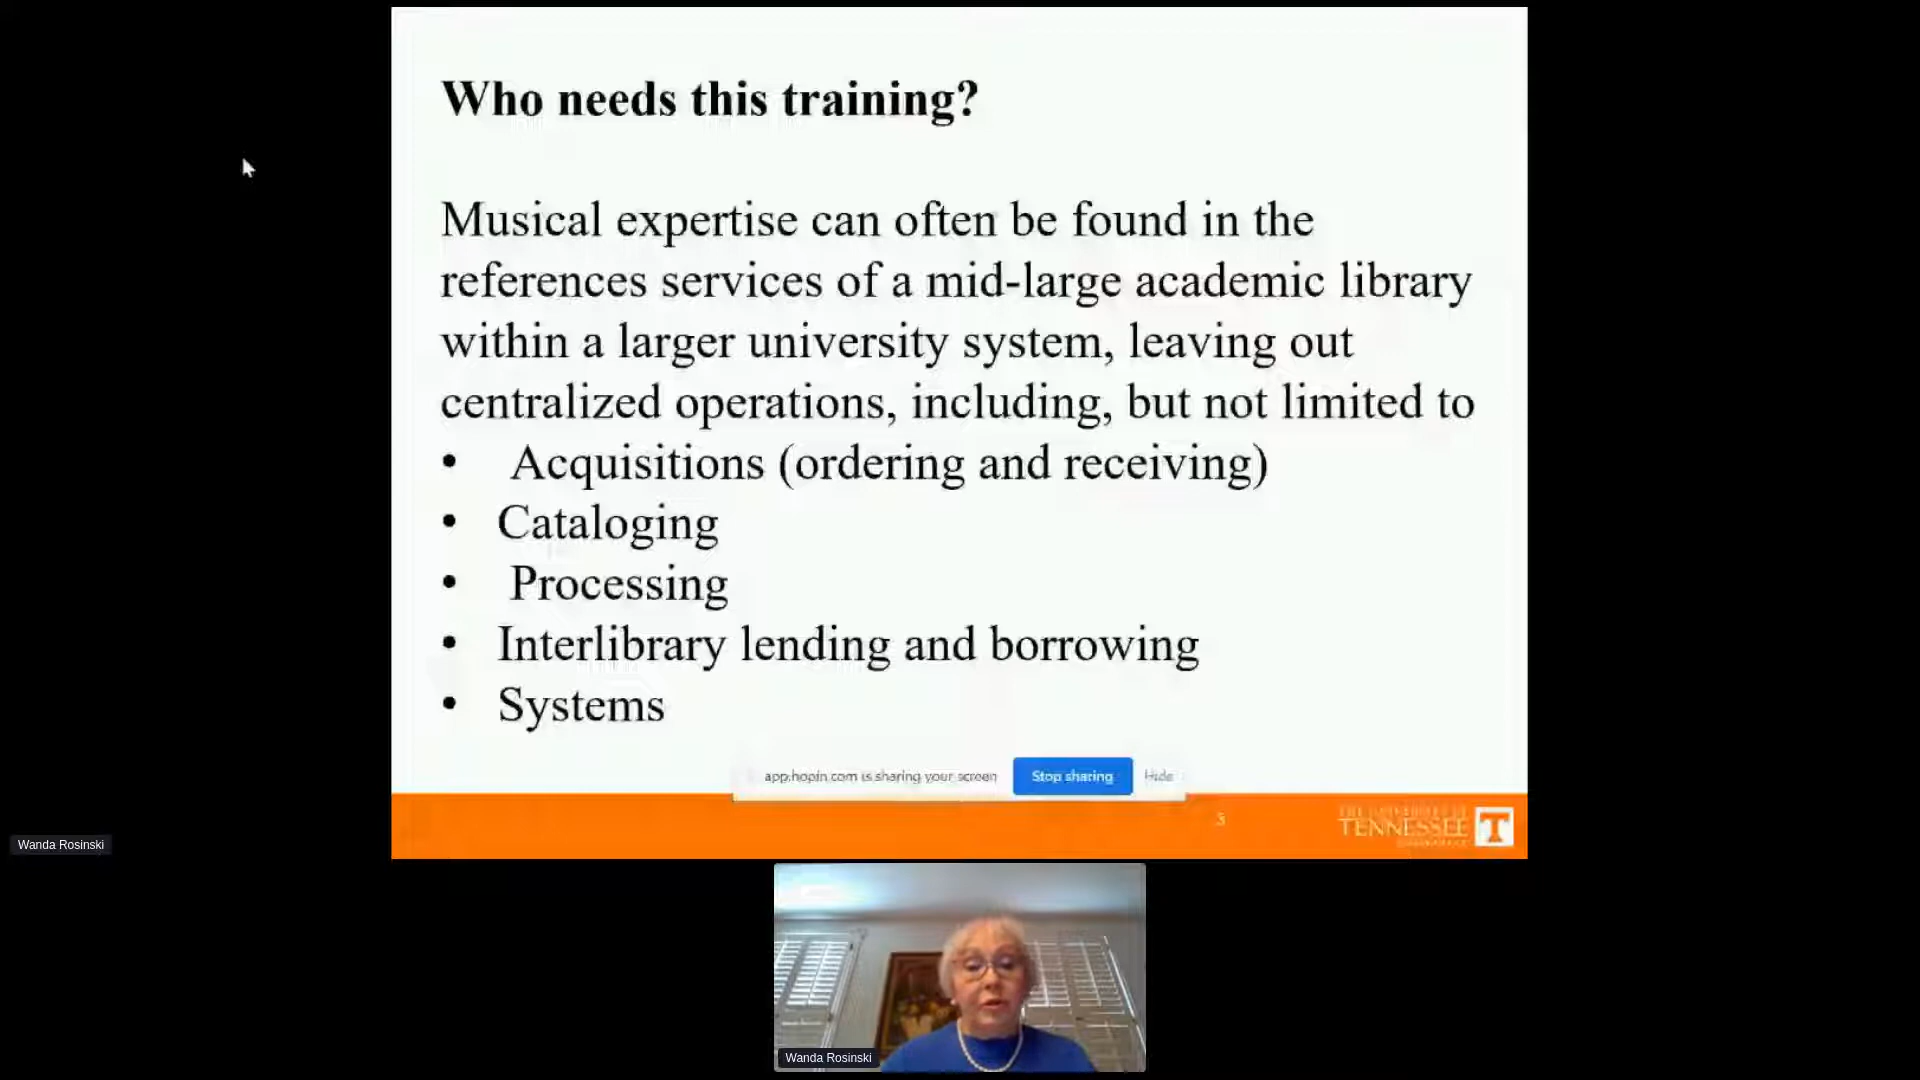 Who needs this training?
Musical expertise can often be found in the
references services of a mid-large academic library
within a larger university system, leaving out
centralized operations, including, but not limited to
• Acquisitions (ordering and receiving)
• Cataloging
• Processing
• Interlibrary lending and borrowing
• Systems
app.hopin.com is sharing your screen Stop sharing Hide
3
THE UNIVERSITY OF
TENNESSEE T
Wanda Rosinski
Wanda Rosinski